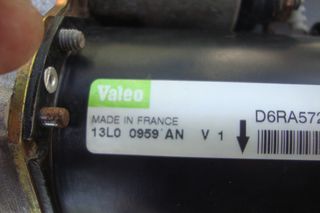 Valeo
MADE IN FRANCE
D6RA572
13L0 0959 AN V 1